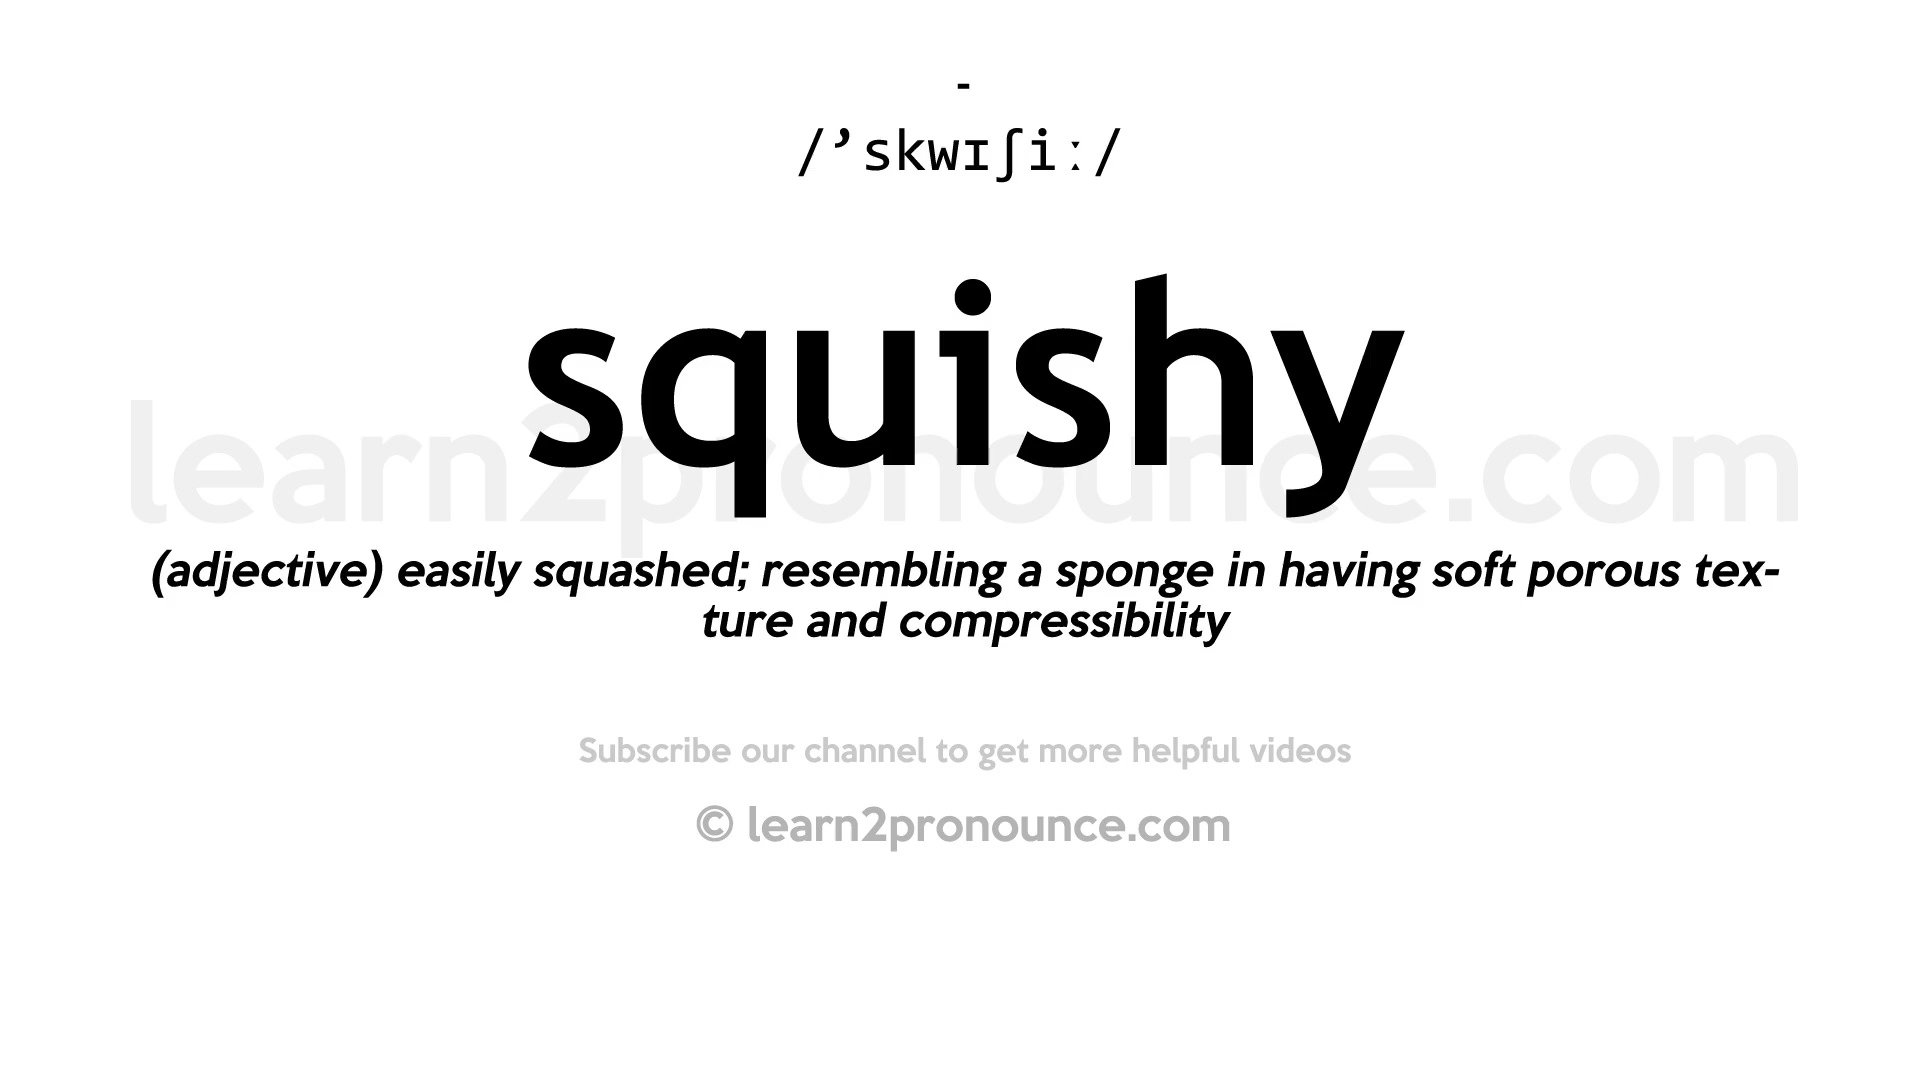 -
/’skwɪʃiː/
squishy
learn2pronounce.com
(adjective) easily squashed; resembling a sponge in having soft porous tex-
ture and compressibility
Subscribe our channel to get more helpful videos
© learn2pronounce.com